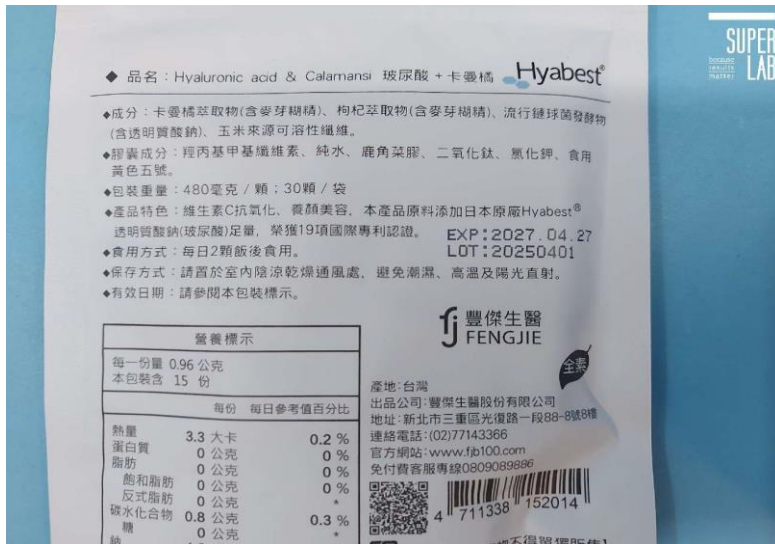 SUPER
LAB
because
results
matter
◆ 品名：Hyaluronic acid & Calamansi 玻尿酸 + 卡曼橘 Hyabest®
◆成分：卡曼橘萃取物(含麥芽糊精)、枸杞萃取物(含麥芽糊精)、流行鏈球菌發酵物
(含透明質酸鈉)、玉米來源可溶性纖維。
◆膠囊成分：羥丙基甲基纖維素、純水、鹿角菜膠、二氧化鈦、氯化鉀、食用
黃色五號。
◆包裝重量：480毫克 / 顆；30顆 / 袋
◆產品特色：維生素C抗氧化、養顏美容，本產品原料添加日本原廠Hyabest®
透明質酸鈉(玻尿酸)足量，榮獲19項國際專利認證。
EXP:2027.04.27
◆食用方式：每日2顆飯後食用。
LOT:20250401
◆保存方式：請置於室內陰涼乾燥通風處，避免潮濕、高溫及陽光直射。
◆有效日期：請參閱本包裝標示。
fj 豐傑生醫
FENGJIE
全素
營養標示
每一份量 0.96 公克
本包裝含 15 份
每份 每日參考值百分比
熱量 3.3 大卡 0.2 %
蛋白質 0 公克 0 %
脂肪 0 公克 0 %
飽和脂肪 0 公克 0 %
反式脂肪 0 公克 *
碳水化合物 0.8 公克 0.3 %
糖 0 公克 *
鈉
產地:台灣
出品公司:豐傑生醫股份有限公司
地址:新北市三重區光復路一段88-8號8樓
連絡電話:(02)77143366
官方網站:www.fjb100.com
免付費客服專線0809089886
4 711338 152014
不得單獨販售】